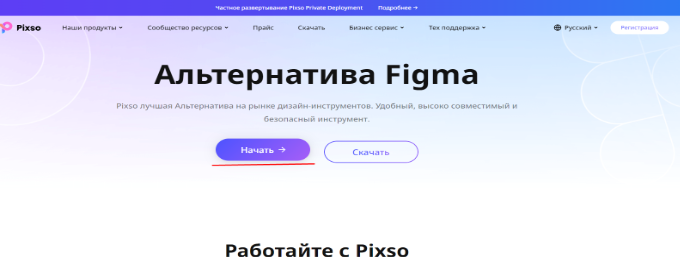 Частное развертывание Pixso Private Deployment Подробнее →
Pixso Наши продукты Сообщество ресурсов Прайс Скачать Бизнес сервис Тех поддержка Русский Регистрация
Альтернатива Figma
Pixso лучшая Альтернатива на рынке дизайн-инструментов. Удобный, высоко совместимый и
безопасный инструмент.
Начать → Скачать
Работайте с Pixso